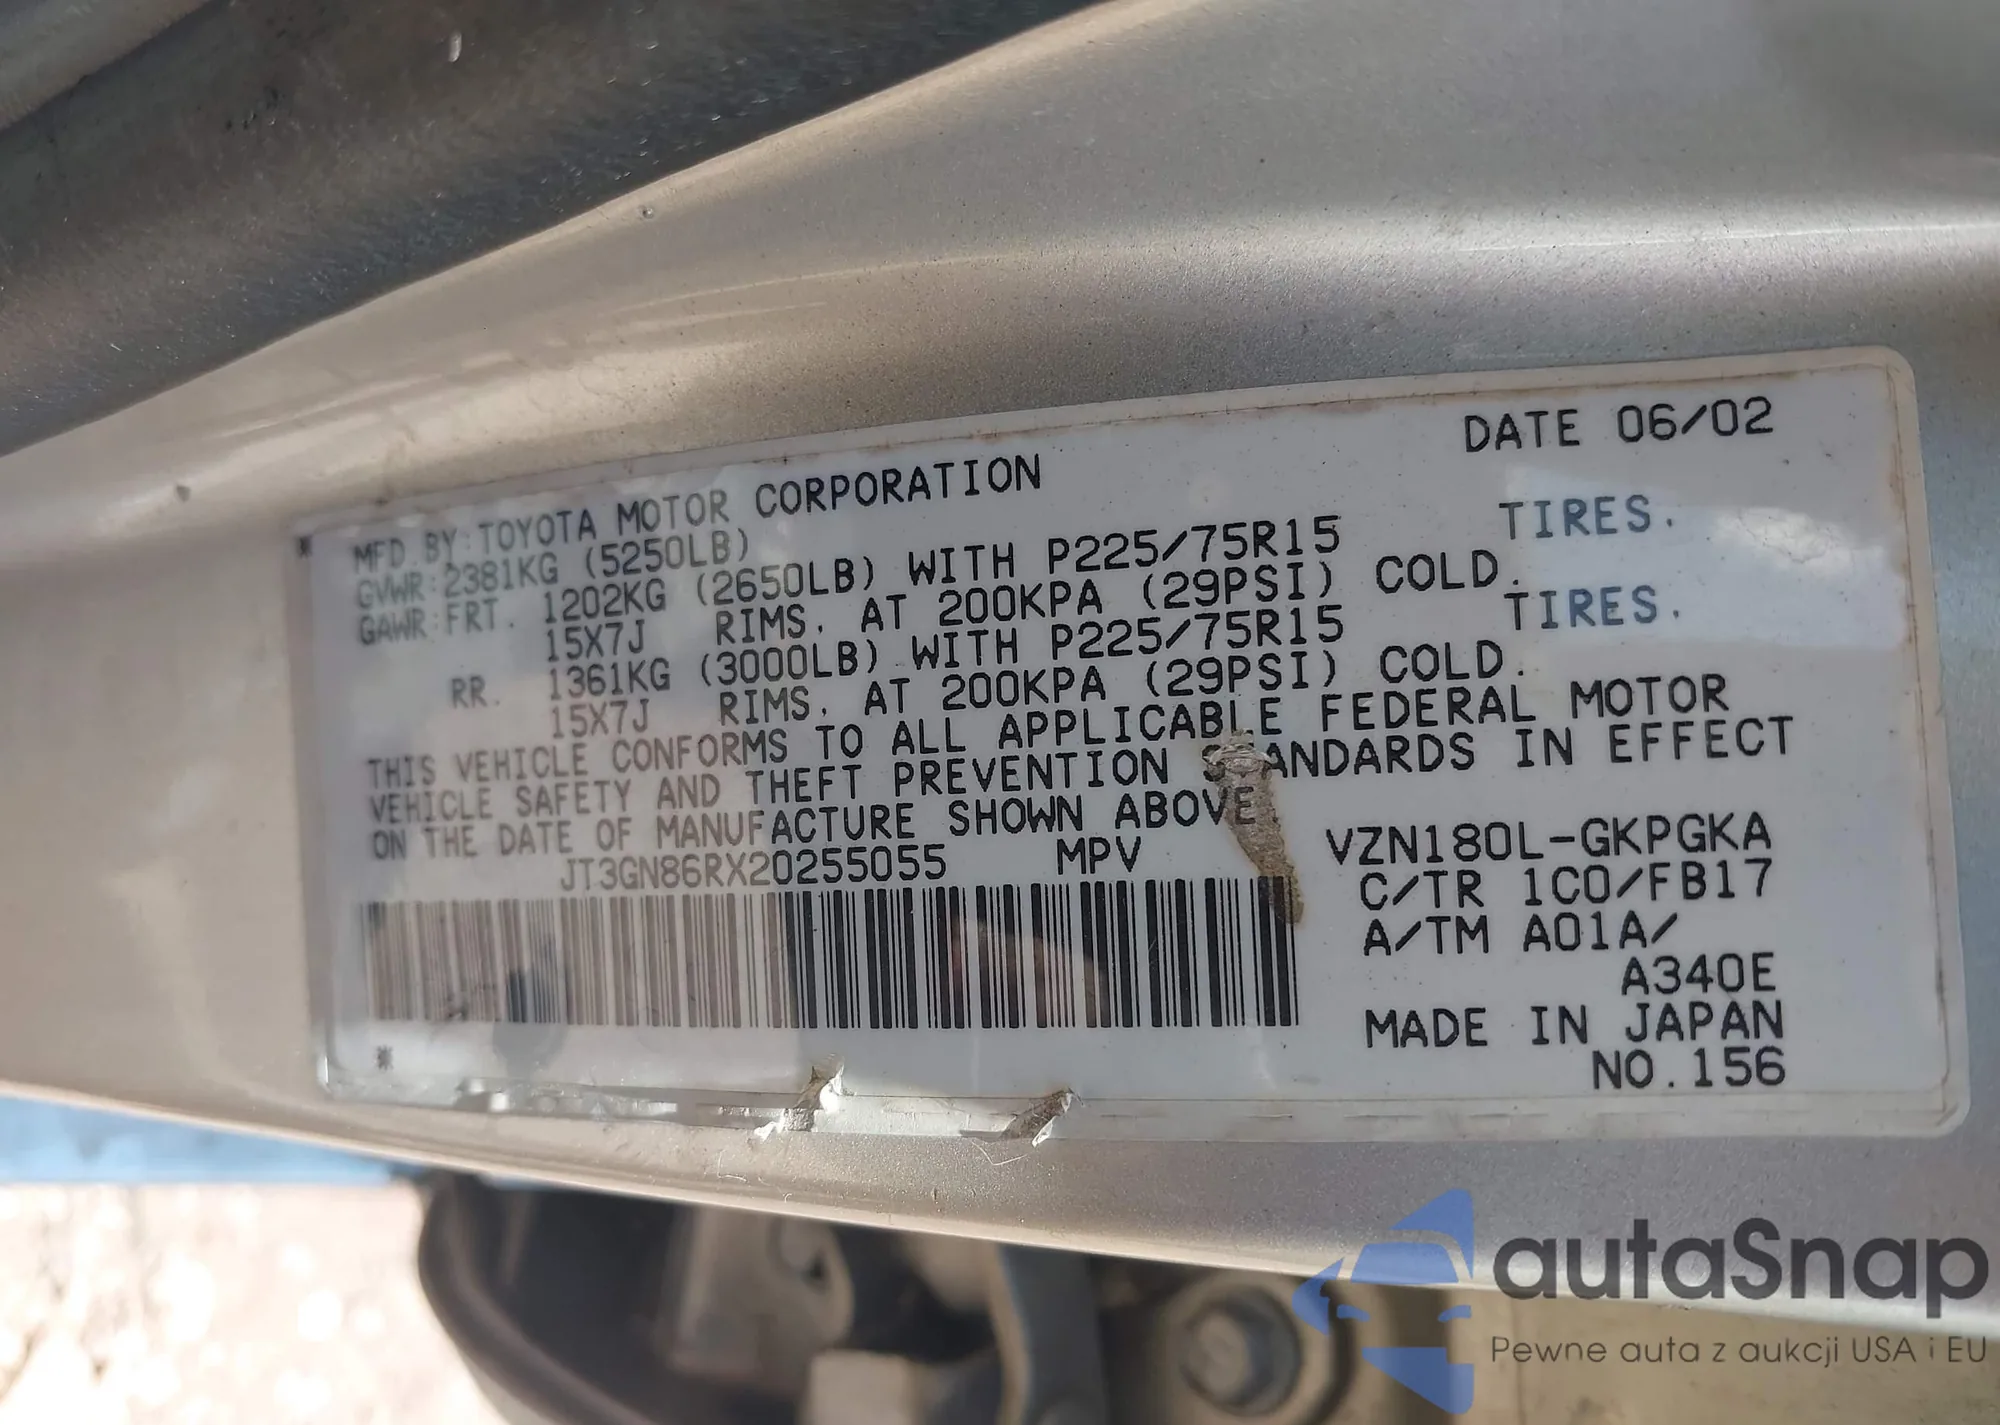 DATE 06/02
MFD. BY: TOYOTA MOTOR CORPORATION
GVWR: 2381KG (5250LB)
GAWR: FRT. 1202KG (2650LB) WITH P225/75R15 TIRES.
15X7J RIMS, AT 200KPA (29PSI) COLD.
RR. 1361KG (3000LB) WITH P225/75R15 TIRES.
15X7J RIMS, AT 200KPA (29PSI) COLD.
THIS VEHICLE CONFORMS TO ALL APPLICABLE FEDERAL MOTOR
VEHICLE SAFETY AND THEFT PREVENTION STANDARDS IN EFFECT
ON THE DATE OF MANUFACTURE SHOWN ABOVE.
JT3GN86RX20255055 MPV
VZN180L-GKPGKA
C/TR 1C0/FB17
A/TM A01A/
A340E
MADE IN JAPAN
NO.156
autaSnap
Pewne auta z aukcji USA i EU